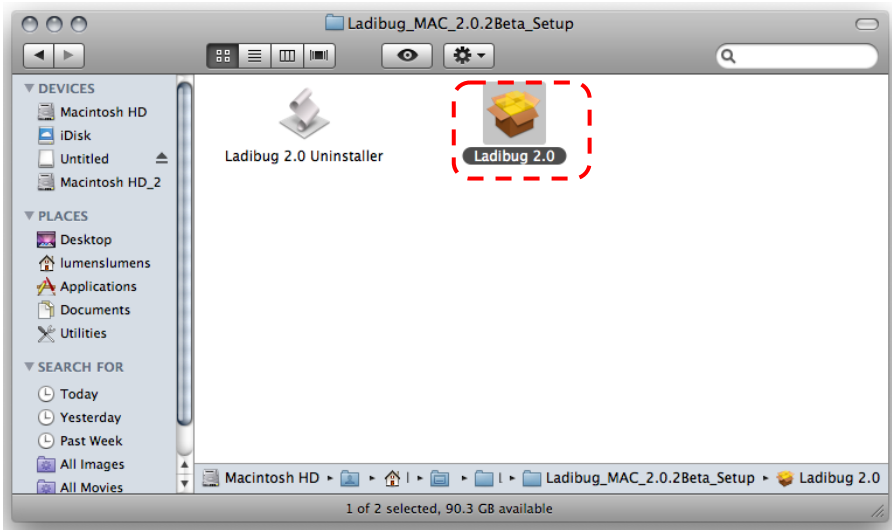 Ladibug_MAC_2.0.2Beta_Setup
DEVICES
Macintosh HD
iDisk
Untitled
Macintosh HD_2
PLACES
Desktop
lumenslumens
Applications
Documents
Utilities
SEARCH FOR
Today
Yesterday
Past Week
All Images
All Movies
Ladibug 2.0 Uninstaller
Ladibug 2.0
Macintosh HD ▸ ▸ l ▸ ▸ l ▸ Ladibug_MAC_2.0.2Beta_Setup ▸ Ladibug 2.0
1 of 2 selected, 90.3 GB available